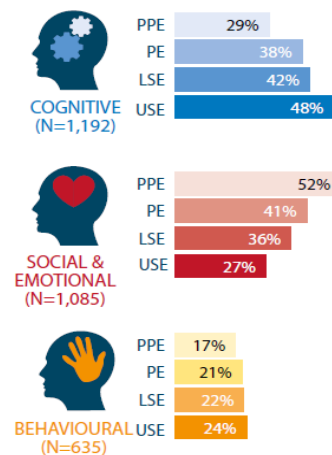 PPE 29%
PE 38%
LSE 42%
USE 48%
COGNITIVE
(N=1,192)
PPE 52%
PE 41%
LSE 36%
USE 27%
SOCIAL &
EMOTIONAL
(N=1,085)
PPE 17%
PE 21%
LSE 22%
USE 24%
BEHAVIOURAL
(N=635)